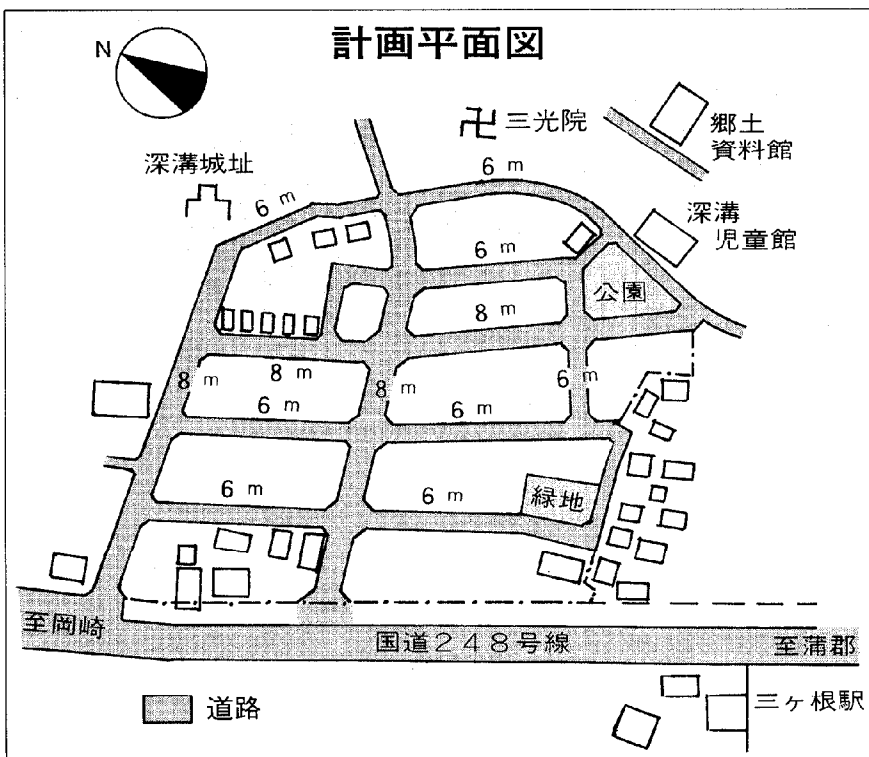 計画平面図
N
三光院
郷土
資料館
深溝城址
6 m
6 m
深溝
児童館
6 m
公園
8 m
8 m
8 m
8 m
6 m
6 m
6 m
6 m
6 m
緑地
至岡崎
国道248号線
至蒲郡
道路
三ヶ根駅